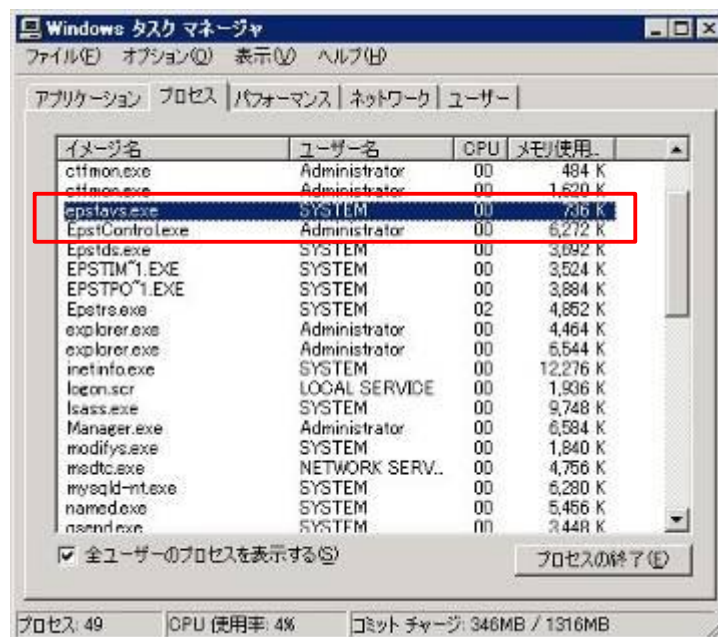 Windows タスク マネージャ
ファイル(F) オプション(O) 表示(V) ヘルプ(H)
アプリケーション プロセス パフォーマンス ネットワーク ユーザー
イメージ名 ユーザー名 CPU メモリ使用...
ctfmon.exe Administrator 00 484 K
ctfmon.exe Administrator 00 1,620 K
epstavs.exe SYSTEM 00 736 K
EpstControl.exe Administrator 00 6,272 K
Epstds.exe SYSTEM 00 3,692 K
EPSTIM~1.EXE SYSTEM 00 3,524 K
EPSTPO~1.EXE SYSTEM 00 3,884 K
Epstrs.exe SYSTEM 02 4,852 K
explorer.exe Administrator 00 4,464 K
explorer.exe Administrator 00 6,544 K
inetinfo.exe SYSTEM 00 12,276 K
logon.scr LOCAL SERVICE 00 1,936 K
lsass.exe SYSTEM 00 9,748 K
Manager.exe Administrator 00 6,584 K
modifys.exe SYSTEM 00 1,840 K
msdtc.exe NETWORK SERV... 00 4,756 K
mysqld-nt.exe SYSTEM 00 6,280 K
named.exe SYSTEM 00 5,456 K
qsend.exe SYSTEM 00 3,448 K
全ユーザーのプロセスを表示する(S) プロセスの終了(E)
プロセス: 49 CPU 使用率: 4% コミット チャージ: 346MB / 1316MB